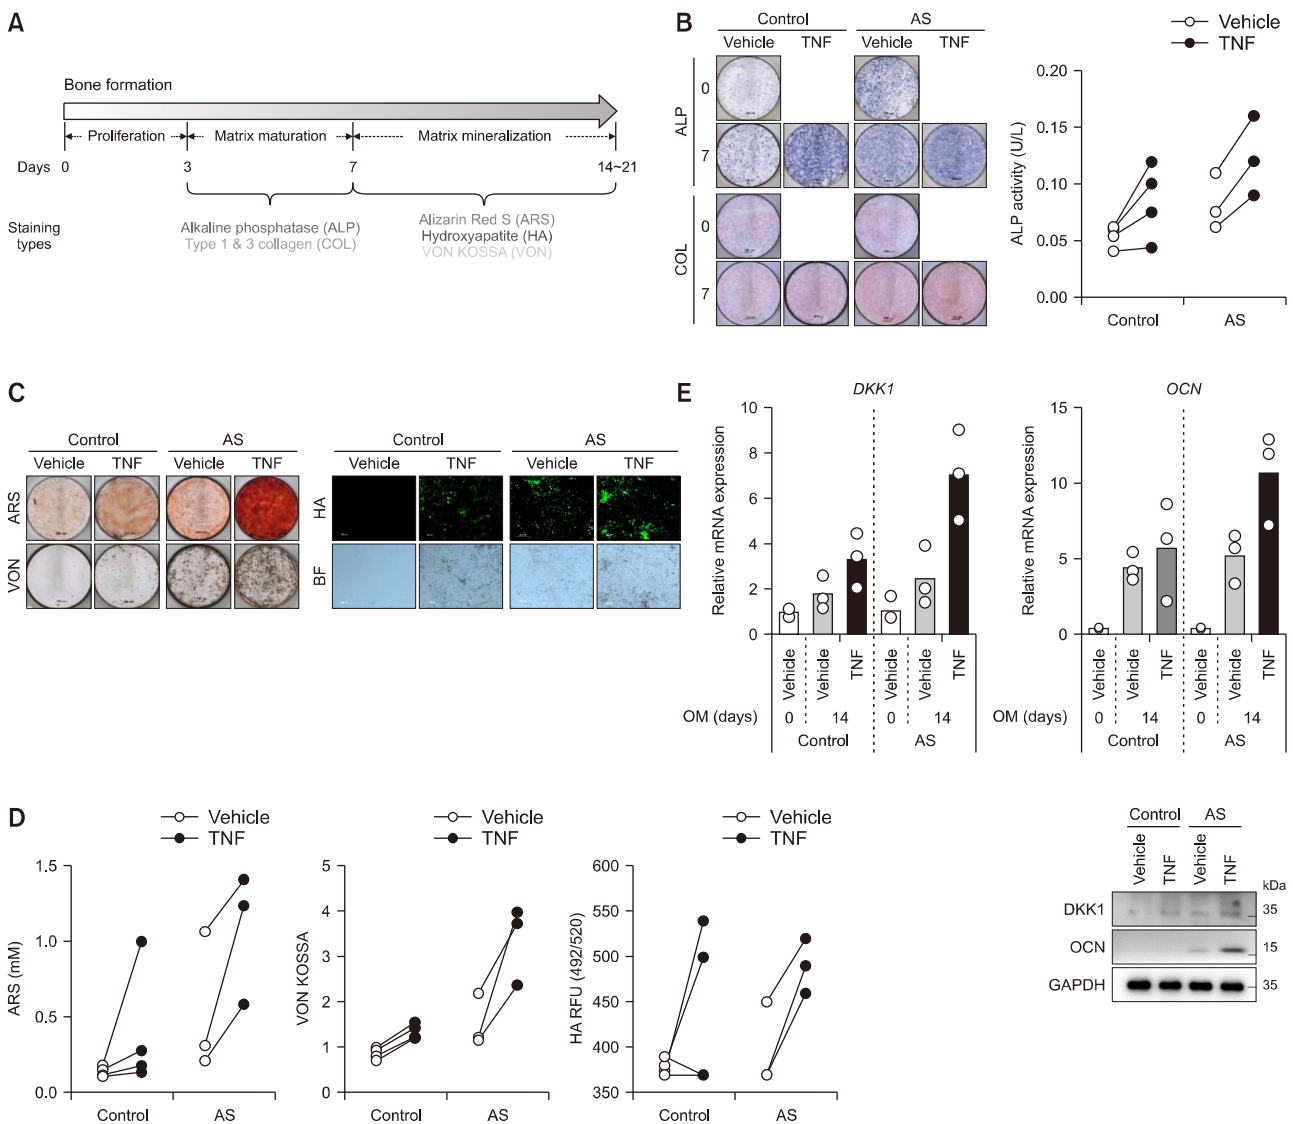 A
Bone formation
Proliferation
Matrix maturation
Matrix mineralization
Days
0
3
7
14~21
Staining types
Alkaline phosphatase (ALP)
Type 1 & 3 collagen (COL)
Alizarin Red S (ARS)
Hydroxyapatite (HA)
VON KOSSA (VON)
B
Control
AS
Vehicle
TNF
Vehicle
TNF
ALP
0
7
COL
0
7
Vehicle
TNF
ALP activity (U/L)
0.20
0.15
0.10
0.05
0.00
Control
AS
C
Control
AS
Vehicle
TNF
Vehicle
TNF
ARS
VON
Control
AS
Vehicle
TNF
Vehicle
TNF
HA
BF
E
DKK1
Relative mRNA expression
10
8
6
4
2
0
Vehicle
Vehicle
TNF
Vehicle
Vehicle
TNF
OM (days)
0
14
0
14
Control
AS
OCN
Relative mRNA expression
15
10
5
0
Vehicle
Vehicle
TNF
Vehicle
Vehicle
TNF
OM (days)
0
14
0
14
Control
AS
D
Vehicle
TNF
ARS (mM)
1.5
1.0
0.5
0.0
Control
AS
Vehicle
TNF
VON KOSSA
5
4
3
2
1
0
Control
AS
Vehicle
TNF
HA RFU (492/520)
600
550
500
450
400
350
Control
AS
Control
AS
Vehicle
TNF
Vehicle
TNF
kDa
DKK1
35
OCN
15
GAPDH
35